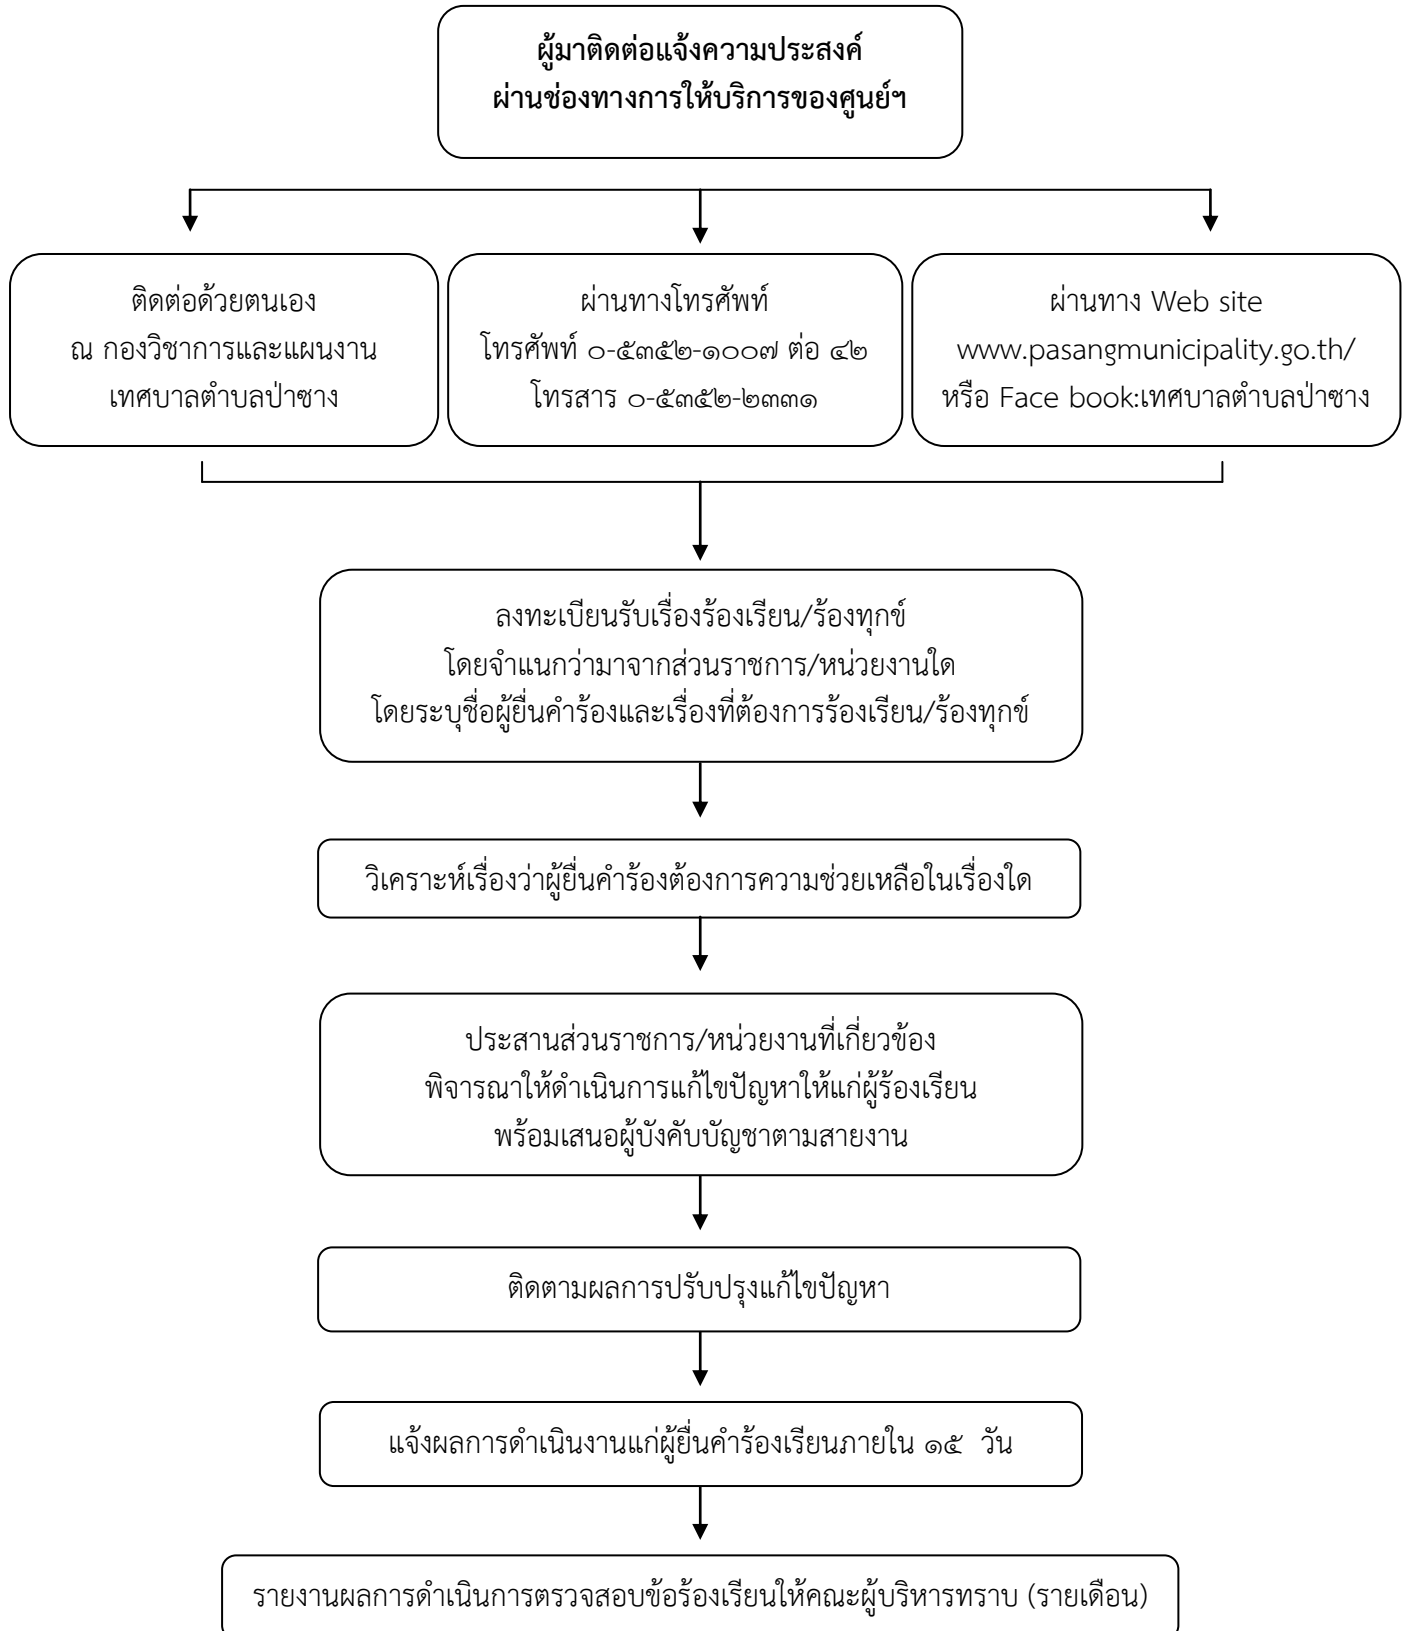 ผู้มาติดต่อแจ้งความประสงค์
ผ่านช่องทางการให้บริการของศูนย์ฯ
ติดต่อด้วยตนเอง
ณ กองวิชาการและแผนงาน
เทศบาลตำบลป่าซาง
ผ่านทางโทรศัพท์
โทรศัพท์ ๐-๕๓๕๒-๑๐๐๗ ต่อ ๔๒
โทรสาร ๐-๕๓๕๒-๒๓๓๑
ผ่านทาง Web site
www.pasangmunicipality.go.th/
หรือ Face book:เทศบาลตำบลป่าซาง
ลงทะเบียนรับเรื่องร้องเรียน/ร้องทุกข์
โดยจำแนกว่ามาจากส่วนราชการ/หน่วยงานใด
โดยระบุชื่อผู้ยื่นคำร้องและเรื่องที่ต้องการร้องเรียน/ร้องทุกข์
วิเคราะห์เรื่องว่าผู้ยื่นคำร้องต้องการความช่วยเหลือในเรื่องใด
ประสานส่วนราชการ/หน่วยงานที่เกี่ยวข้อง
พิจารณาให้ดำเนินการแก้ไขปัญหาให้แก่ผู้ร้องเรียน
พร้อมเสนอผู้บังคับบัญชาตามสายงาน
ติดตามผลการปรับปรุงแก้ไขปัญหา
แจ้งผลการดำเนินงานแก่ผู้ยื่นคำร้องเรียนภายใน ๑๕ วัน
รายงานผลการดำเนินการตรวจสอบข้อร้องเรียนให้คณะผู้บริหารทราบ (รายเดือน)